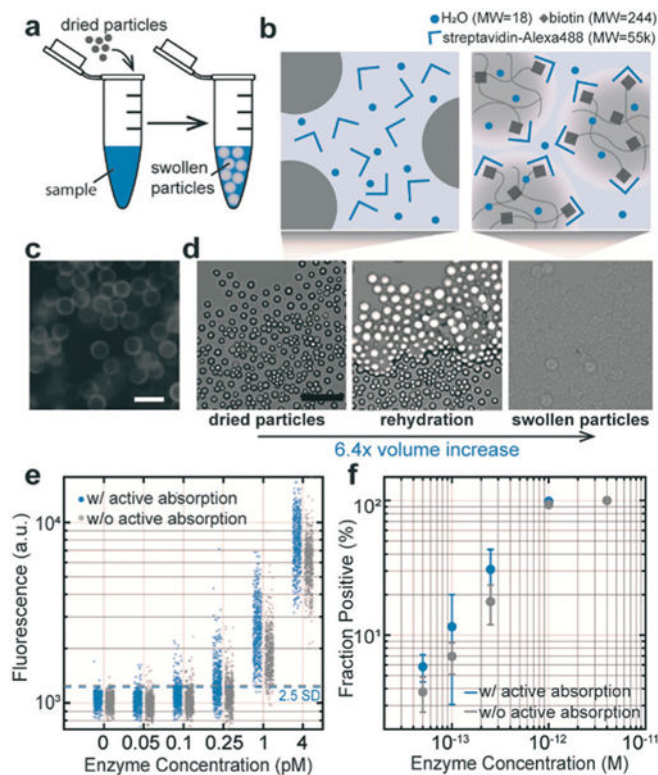 a
dried particles
sample
swollen
particles
b
H₂O (MW=18) biotin (MW=244)
streptavidin-Alexa488 (MW=55k)
c
d
dried particles rehydration swollen particles
6.4x volume increase
e
w/ active absorption
w/o active absorption
Fluorescence (a.u.)
10⁴
10³
2.5 SD
0 0.05 0.1 0.25 1 4
Enzyme Concentration (pM)
f
Fraction Positive (%)
10²
10¹
w/ active absorption
w/o active absorption
10⁻¹³ 10⁻¹² 10⁻¹¹
Enzyme Concentration (M)